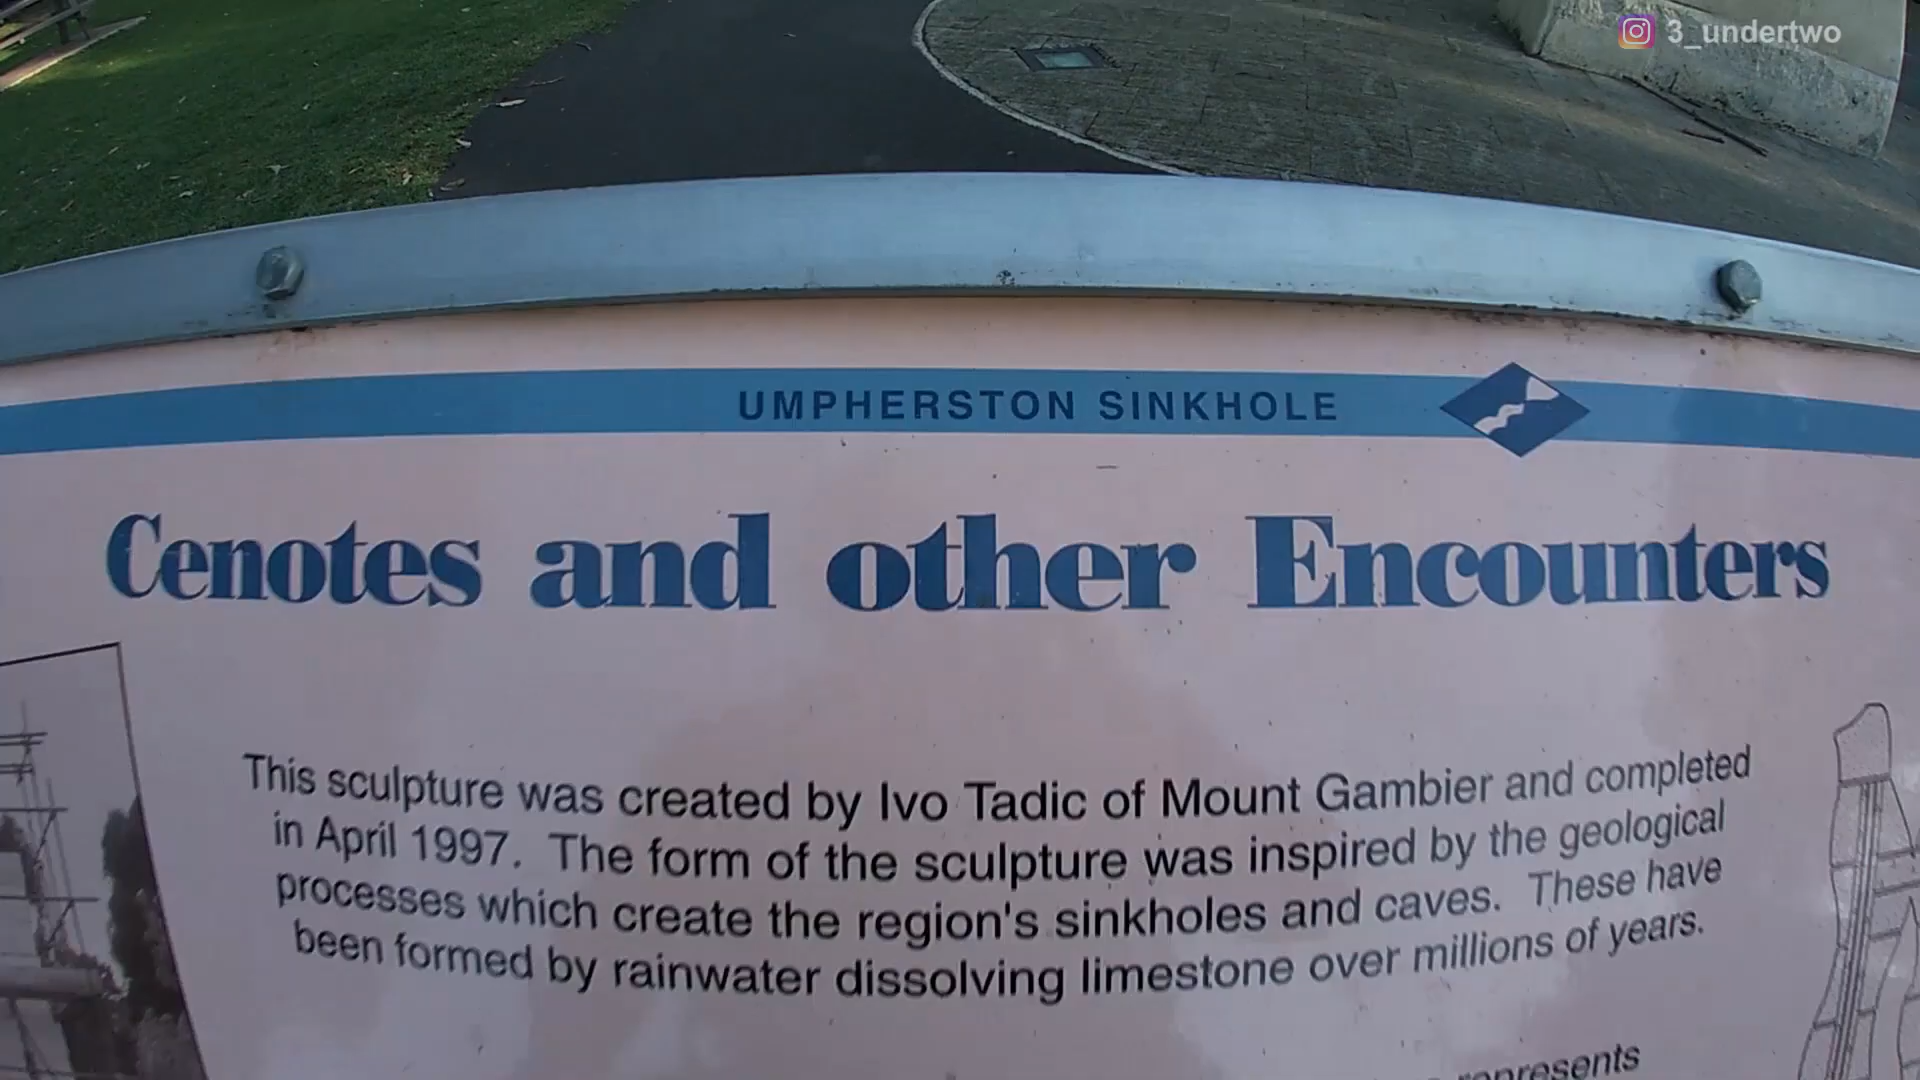 3_undertwo
UMPHERSTON SINKHOLE
Cenotes and other Encounters
This sculpture was created by Ivo Tadic of Mount Gambier and completed
in April 1997. The form of the sculpture was inspired by the geological
processes which create the region's sinkholes and caves. These have
been formed by rainwater dissolving limestone over millions of years.